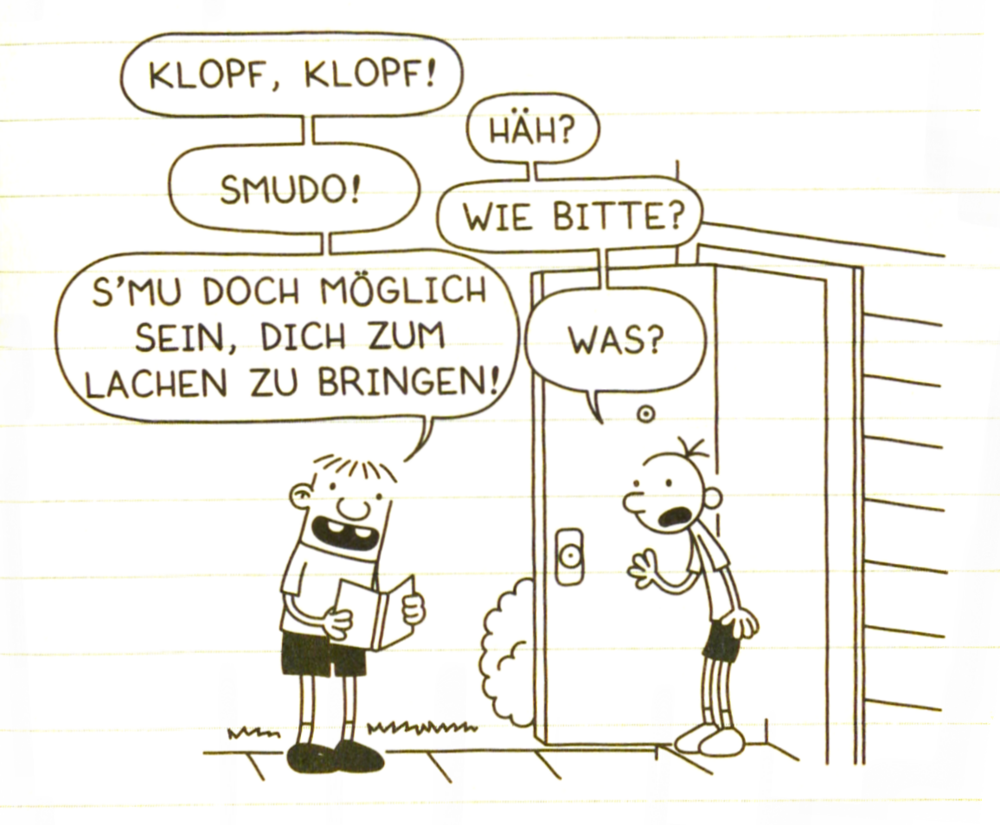 KLOPF, KLOPF!
HÄH?
SMUDO!
WIE BITTE?
S'MU DOCH MÖGLICH
SEIN, DICH ZUM
LACHEN ZU BRINGEN!
WAS?